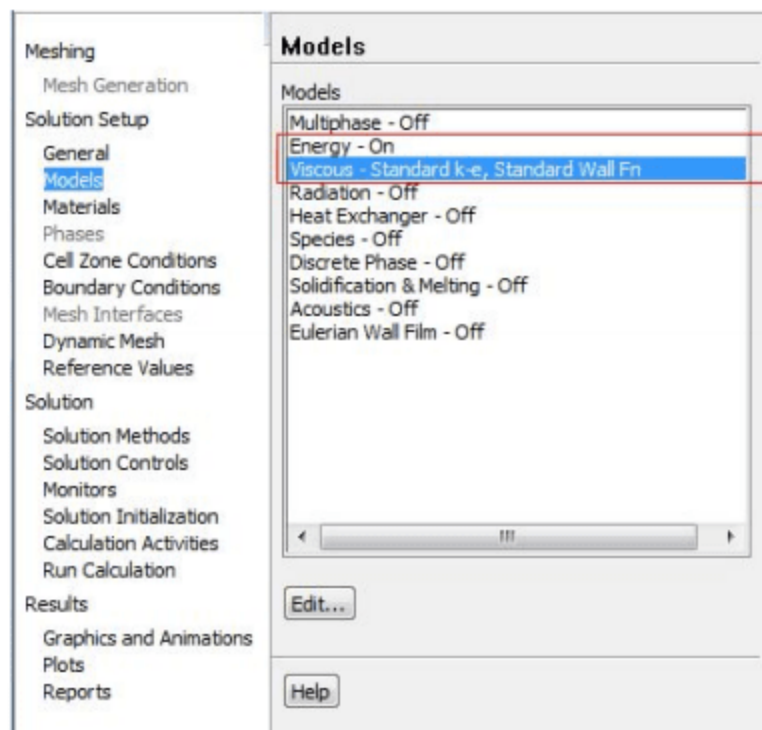 Meshing
Mesh Generation
Solution Setup
General
Models
Materials
Phases
Cell Zone Conditions
Boundary Conditions
Mesh Interfaces
Dynamic Mesh
Reference Values
Solution
Solution Methods
Solution Controls
Monitors
Solution Initialization
Calculation Activities
Run Calculation
Results
Graphics and Animations
Plots
Reports
Models
Models
Multiphase - Off
Energy - On
Viscous - Standard k-e, Standard Wall Fn
Radiation - Off
Heat Exchanger - Off
Species - Off
Discrete Phase - Off
Solidification & Melting - Off
Acoustics - Off
Eulerian Wall Film - Off
Edit...
Help